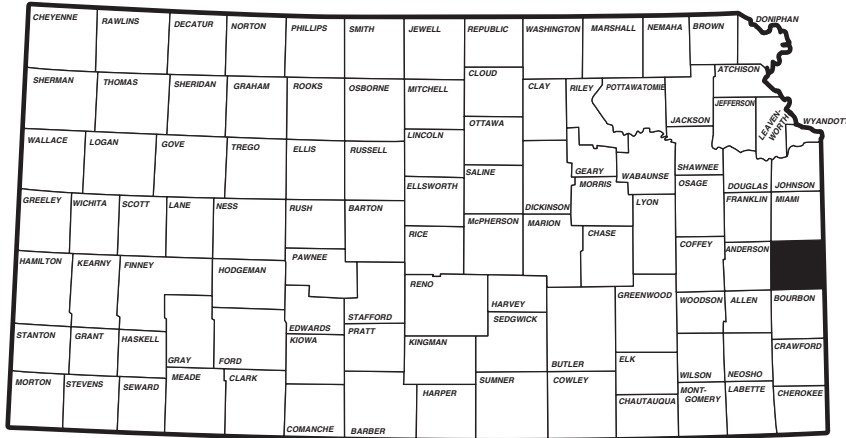 CHEYENNE
RAWLINS
DECATUR
NORTON
PHILLIPS
SMITH
JEWELL
REPUBLIC
WASHINGTON
MARSHALL
NEMAHA
BROWN
DONIPHAN
SHERMAN
THOMAS
SHERIDAN
GRAHAM
ROOKS
OSBORNE
MITCHELL
CLOUD
CLAY
RILEY
POTTAWATOMIE
JACKSON
ATCHISON
JEFFERSON
LEAVEN-
WORTH
WYANDOTT
WALLACE
LOGAN
GOVE
TREGO
ELLIS
RUSSELL
LINCOLN
OTTAWA
SALINE
ELLSWORTH
DICKINSON
GEARY
MORRIS
WABAUNSE
SHAWNEE
OSAGE
DOUGLAS
JOHNSON
GREELEY
WICHITA
SCOTT
LANE
NESS
RUSH
BARTON
RICE
McPHERSON
MARION
CHASE
LYON
FRANKLIN
MIAMI
HAMILTON
KEARNY
FINNEY
HODGEMAN
PAWNEE
STAFFORD
RENO
HARVEY
SEDGWICK
GREENWOOD
COFFEY
ANDERSON
WOODSON
ALLEN
BOURBON
STANTON
GRANT
HASKELL
GRAY
FORD
EDWARDS
KIOWA
PRATT
KINGMAN
BUTLER
ELK
WILSON
NEOSHO
CRAWFORD
MORTON
STEVENS
SEWARD
MEADE
CLARK
COMANCHE
BARBER
HARPER
SUMNER
COWLEY
CHAUTAUQUA
MONT-
GOMERY
LABETTE
CHEROKEE